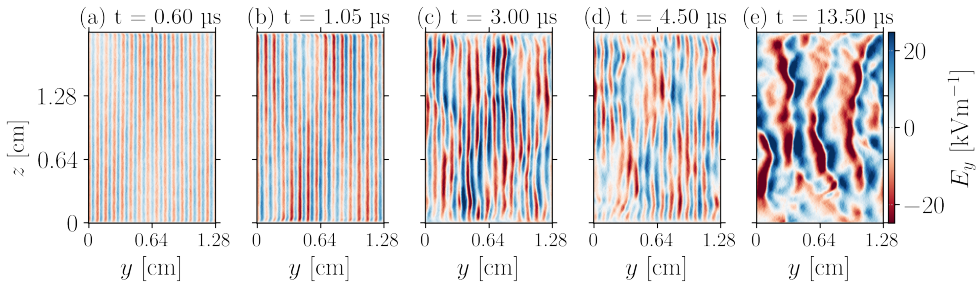 (a) t = 0.60 µs
(b) t = 1.05 µs
(c) t = 3.00 µs
(d) t = 4.50 µs
(e) t = 13.50 µs
z [cm]
1.28
0.64
0
0 0.64 1.28
0 0.64 1.28
0 0.64 1.28
0 0.64 1.28
0 0.64 1.28
y [cm]
y [cm]
y [cm]
y [cm]
y [cm]
20
0
−20
E_y [kVm⁻¹]